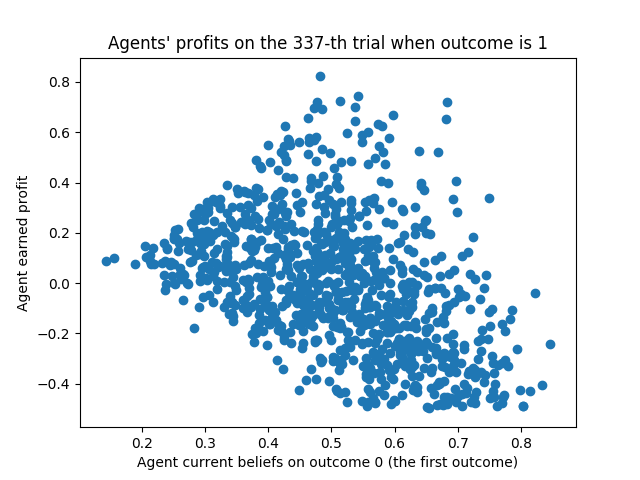 Agents' profits on the 337-th trial when outcome is 1
0.8
0.6
0.4
0.2
0.0
−0.2
−0.4
Agent earned profit
0.2 0.3 0.4 0.5 0.6 0.7 0.8
Agent current beliefs on outcome 0 (the first outcome)